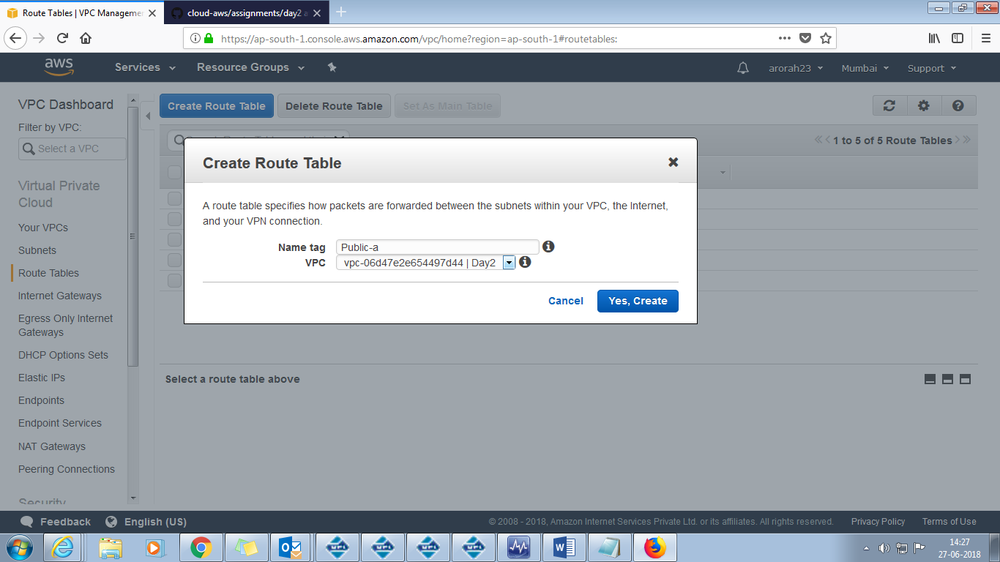 Route Tables | VPC Manageme
cloud-aws/assignments/day2 a
https://ap-south-1.console.aws.amazon.com/vpc/home?region=ap-south-1#routetables:
aws
Services
Resource Groups
arorah23
Mumbai
Support
VPC Dashboard
Filter by VPC:
Select a VPC
Virtual Private
Cloud
Your VPCs
Subnets
Route Tables
Internet Gateways
Egress Only Internet
Gateways
DHCP Options Sets
Elastic IPs
Endpoints
Endpoint Services
NAT Gateways
Peering Connections
Security
Create Route Table
Delete Route Table
Set As Main Table
1 to 5 of 5 Route Tables
Create Route Table
A route table specifies how packets are forwarded between the subnets within your VPC, the Internet,
and your VPN connection.
Name tag
Public-a
VPC
vpc-06d47e2e654497d44 | Day2
Cancel
Yes, Create
Select a route table above
Feedback
English (US)
© 2008 - 2018, Amazon Internet Services Private Ltd. or its affiliates. All rights reserved.
Privacy Policy
Terms of Use
UPL
UPL
UPL
UPL
14:27
27-06-2018